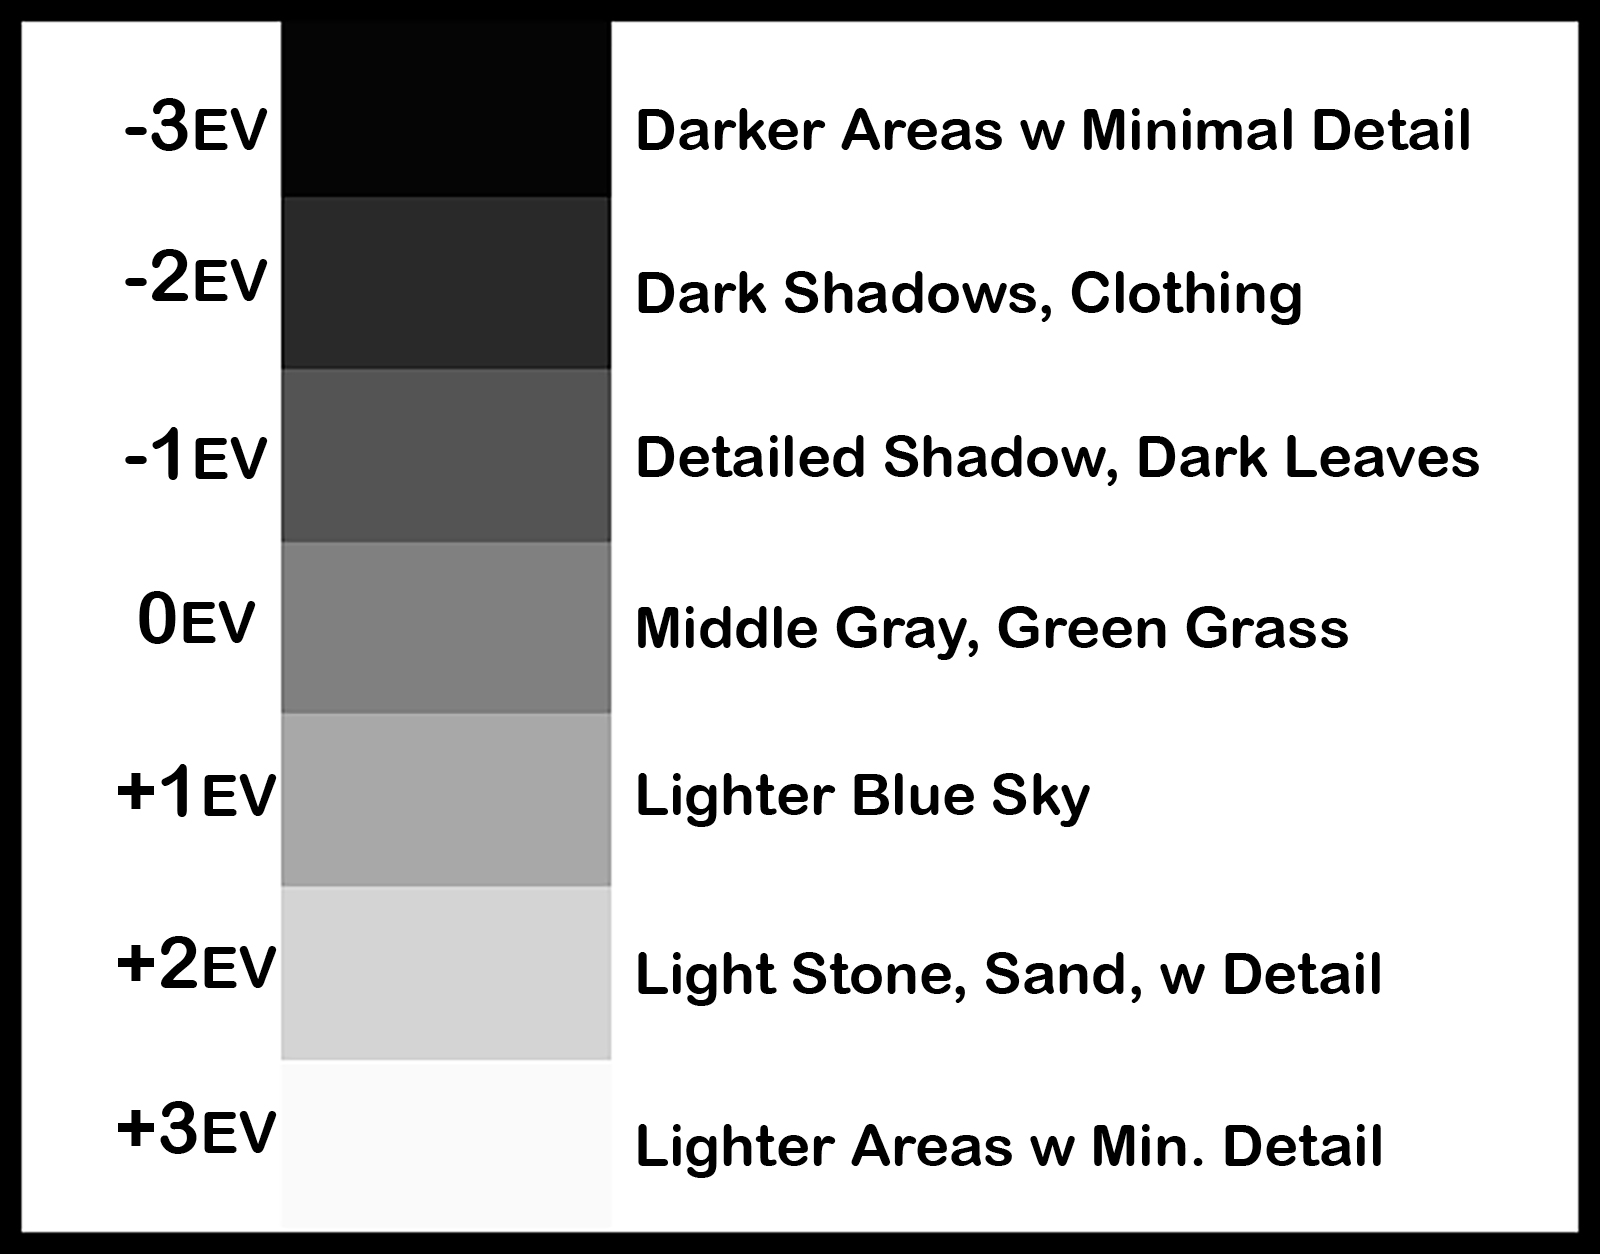 -3EV Darker Areas w Minimal Detail
-2EV Dark Shadows, Clothing
-1EV Detailed Shadow, Dark Leaves
0EV Middle Gray, Green Grass
+1EV Lighter Blue Sky
+2EV Light Stone, Sand, w Detail
+3EV Lighter Areas w Min. Detail